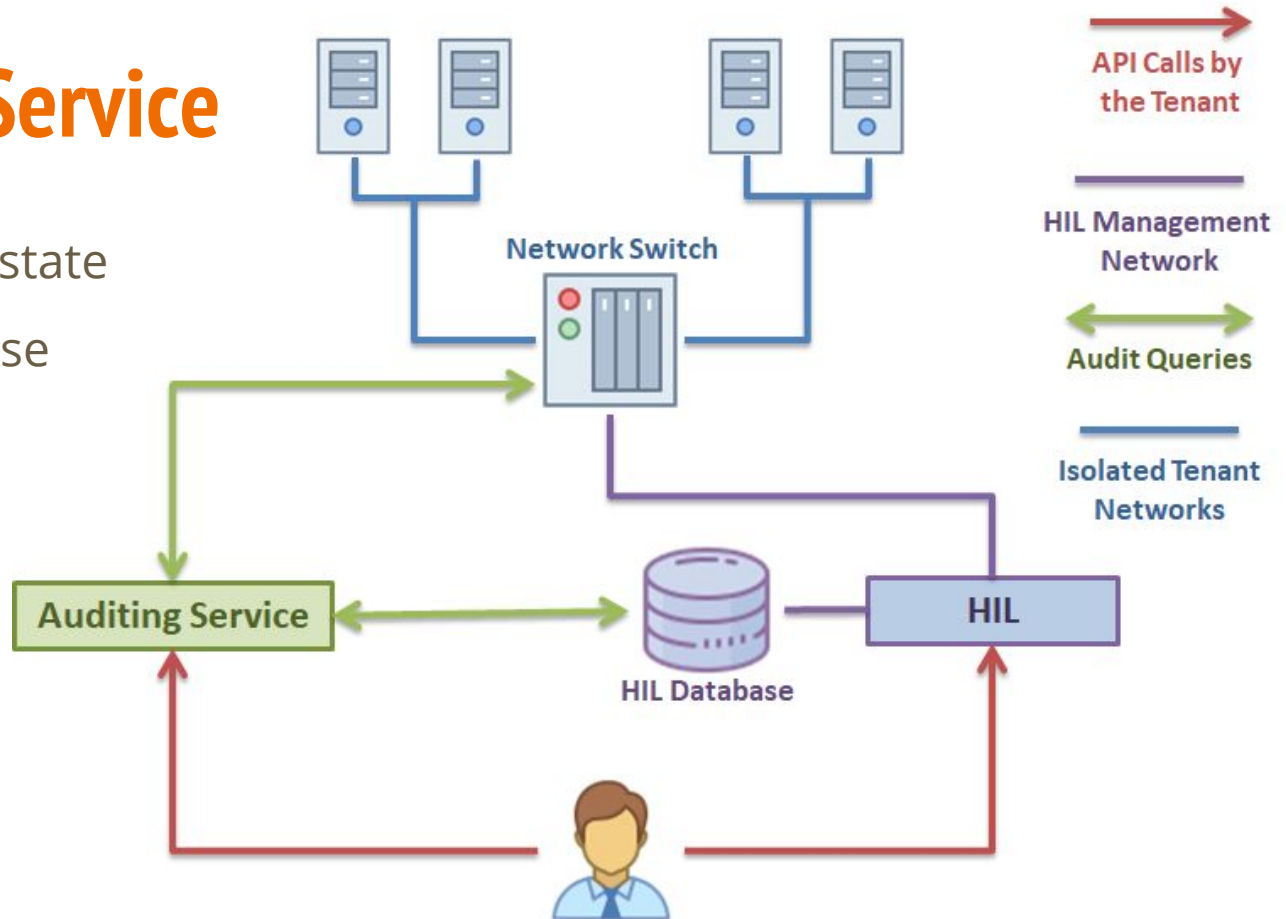 Service
state
se
Network Switch
Auditing Service
HIL Database
HIL
API Calls by
the Tenant
HIL Management
Network
Audit Queries
Isolated Tenant
Networks